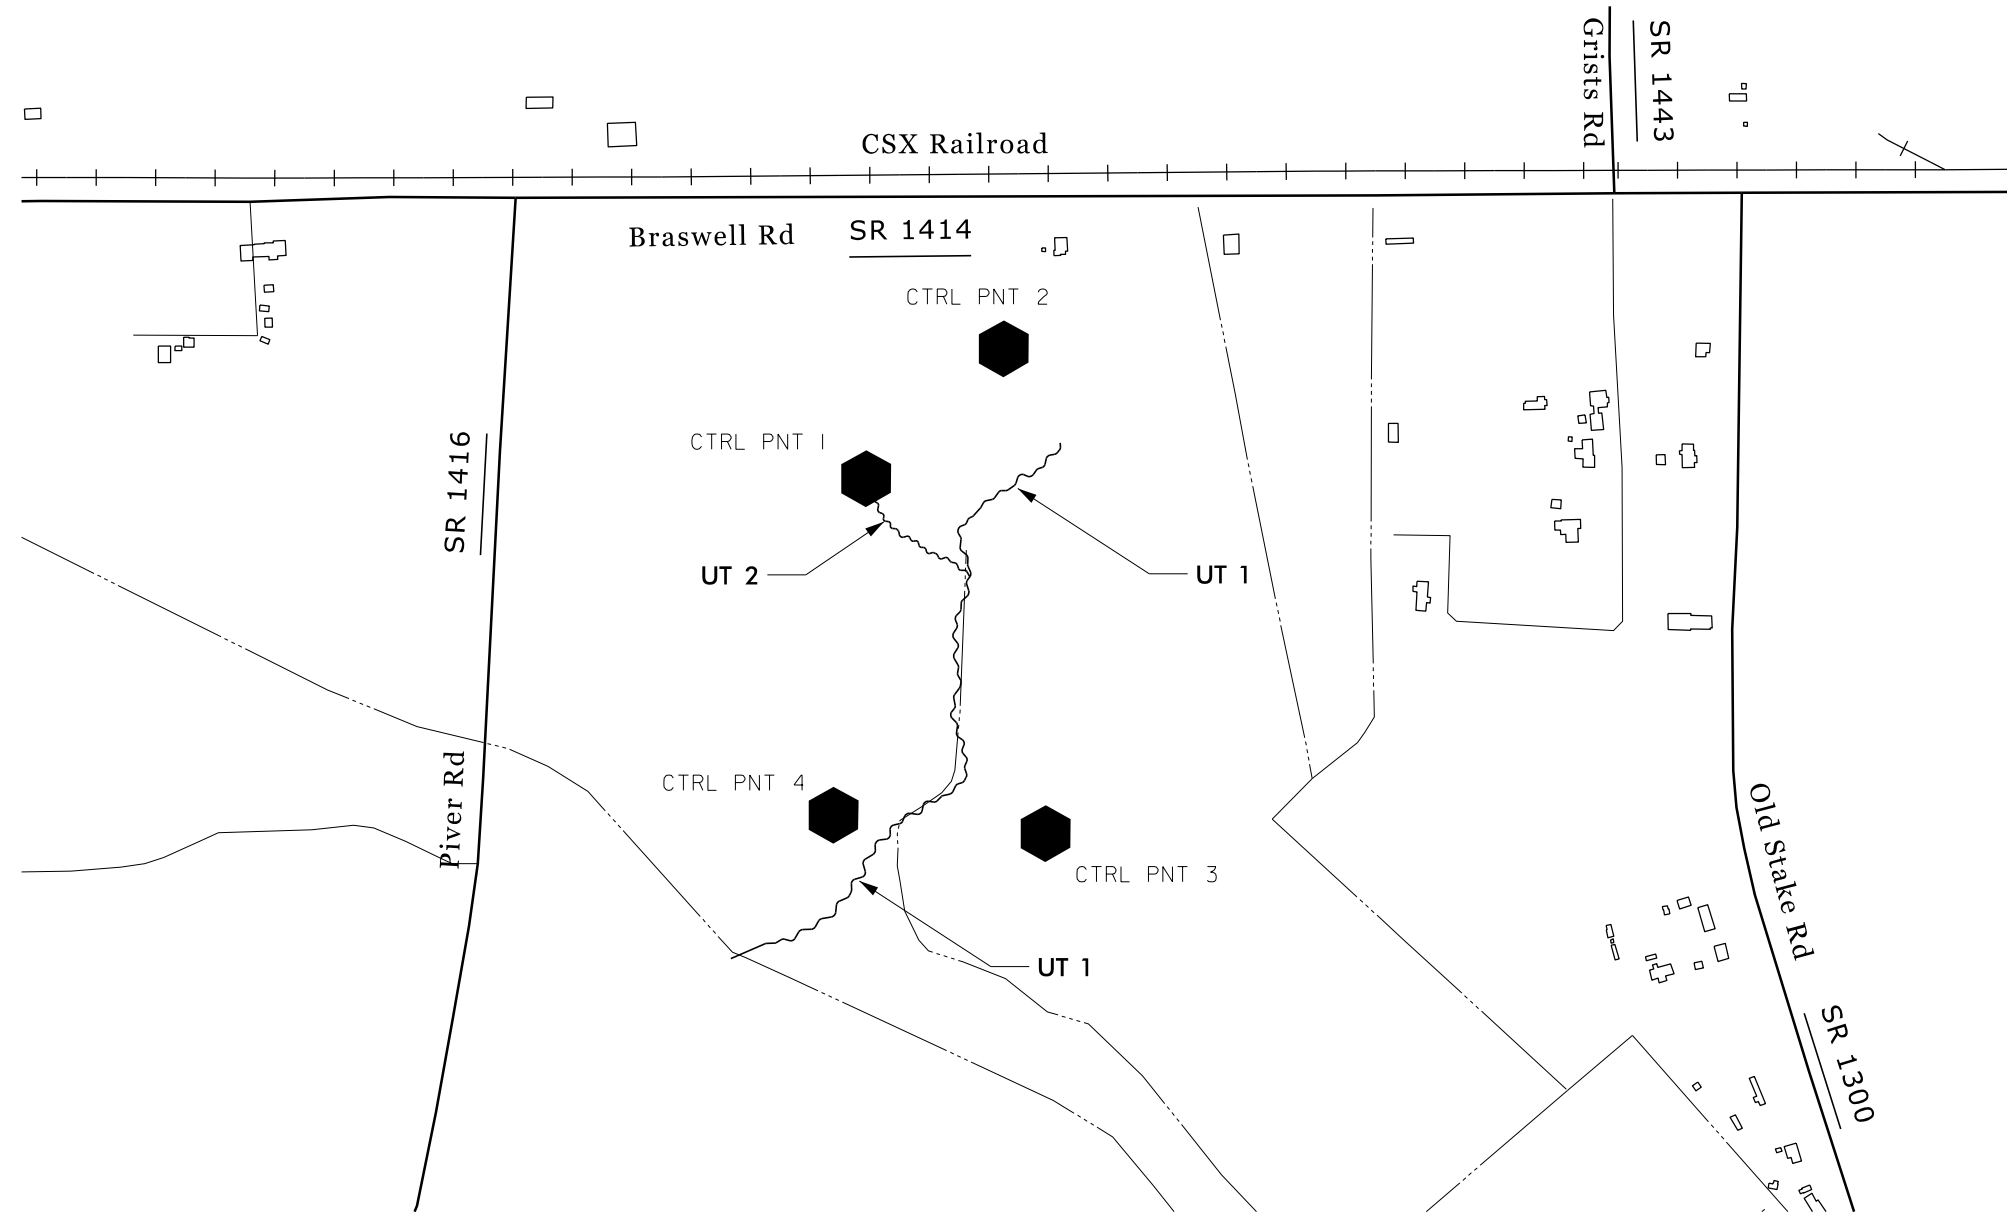 Grists Rd
SR 1443
CSX Railroad
Braswell Rd
SR 1414
CTRL PNT 2
CTRL PNT 1
SR 1416
UT 2
UT 1
Piver Rd
CTRL PNT 4
CTRL PNT 3
Old Stake Rd
UT 1
SR 1300